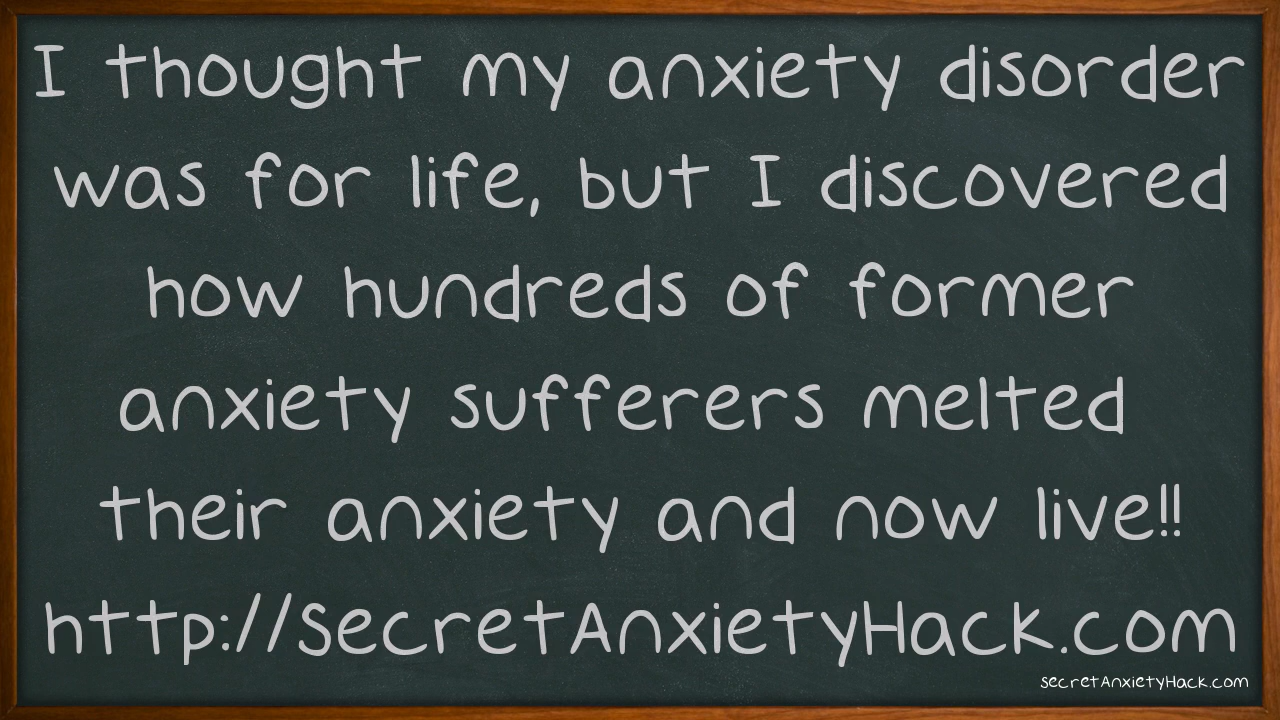 I thought my anxiety disorder
was for life, but I discovered
how hundreds of former
anxiety sufferers melted
their anxiety and now live!!
http://SecretAnxietyHack.com
secretAnxietyHack.com